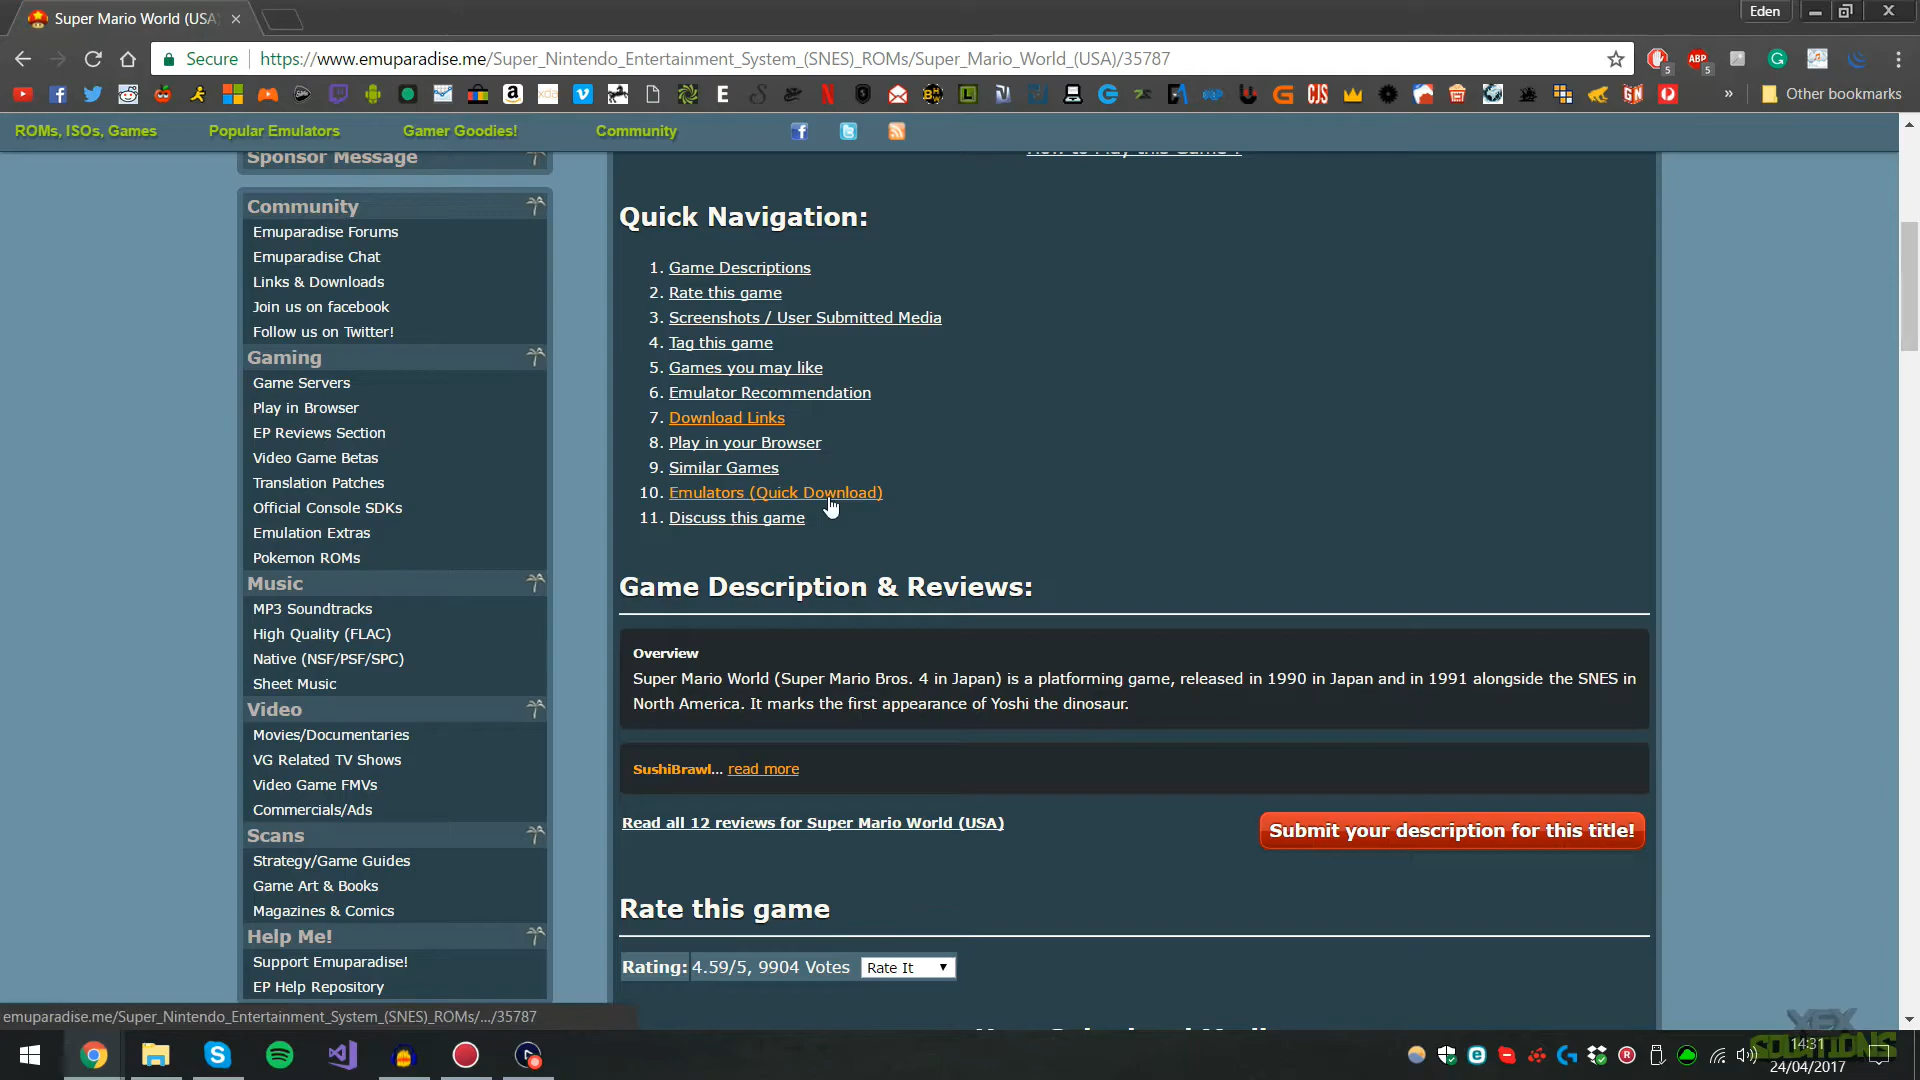 Super Mario World (USA
Eden
Secure
https://www.emuparadise.me/Super_Nintendo_Entertainment_System_(SNES)_ROMs/Super_Mario_World_(USA)/35787
Other bookmarks
ROMs, ISOs, Games
Popular Emulators
Gamer Goodies!
Community
Sponsor Message
Community
Emuparadise Forums
Emuparadise Chat
Links & Downloads
Join us on facebook
Follow us on Twitter!
Gaming
Game Servers
Play in Browser
EP Reviews Section
Video Game Betas
Translation Patches
Official Console SDKs
Emulation Extras
Pokemon ROMs
Music
MP3 Soundtracks
High Quality (FLAC)
Native (NSF/PSF/SPC)
Sheet Music
Video
Movies/Documentaries
VG Related TV Shows
Video Game FMVs
Commercials/Ads
Scans
Strategy/Game Guides
Game Art & Books
Magazines & Comics
Help Me!
Support Emuparadise!
EP Help Repository
Quick Navigation:
1. Game Descriptions
2. Rate this game
3. Screenshots / User Submitted Media
4. Tag this game
5. Games you may like
6. Emulator Recommendation
7. Download Links
8. Play in your Browser
9. Similar Games
10. Emulators (Quick Download)
11. Discuss this game
Game Description & Reviews:
Overview
Super Mario World (Super Mario Bros. 4 in Japan) is a platforming game, released in 1990 in Japan and in 1991 alongside the SNES in
North America. It marks the first appearance of Yoshi the dinosaur.
SushiBrawl... read more
Read all 12 reviews for Super Mario World (USA)
Submit your description for this title!
Rate this game
Rating: 4.59/5, 9904 Votes Rate It
emuparadise.me/Super_Nintendo_Entertainment_System_(SNES)_ROMs/.../35787
14:31
24/04/2017